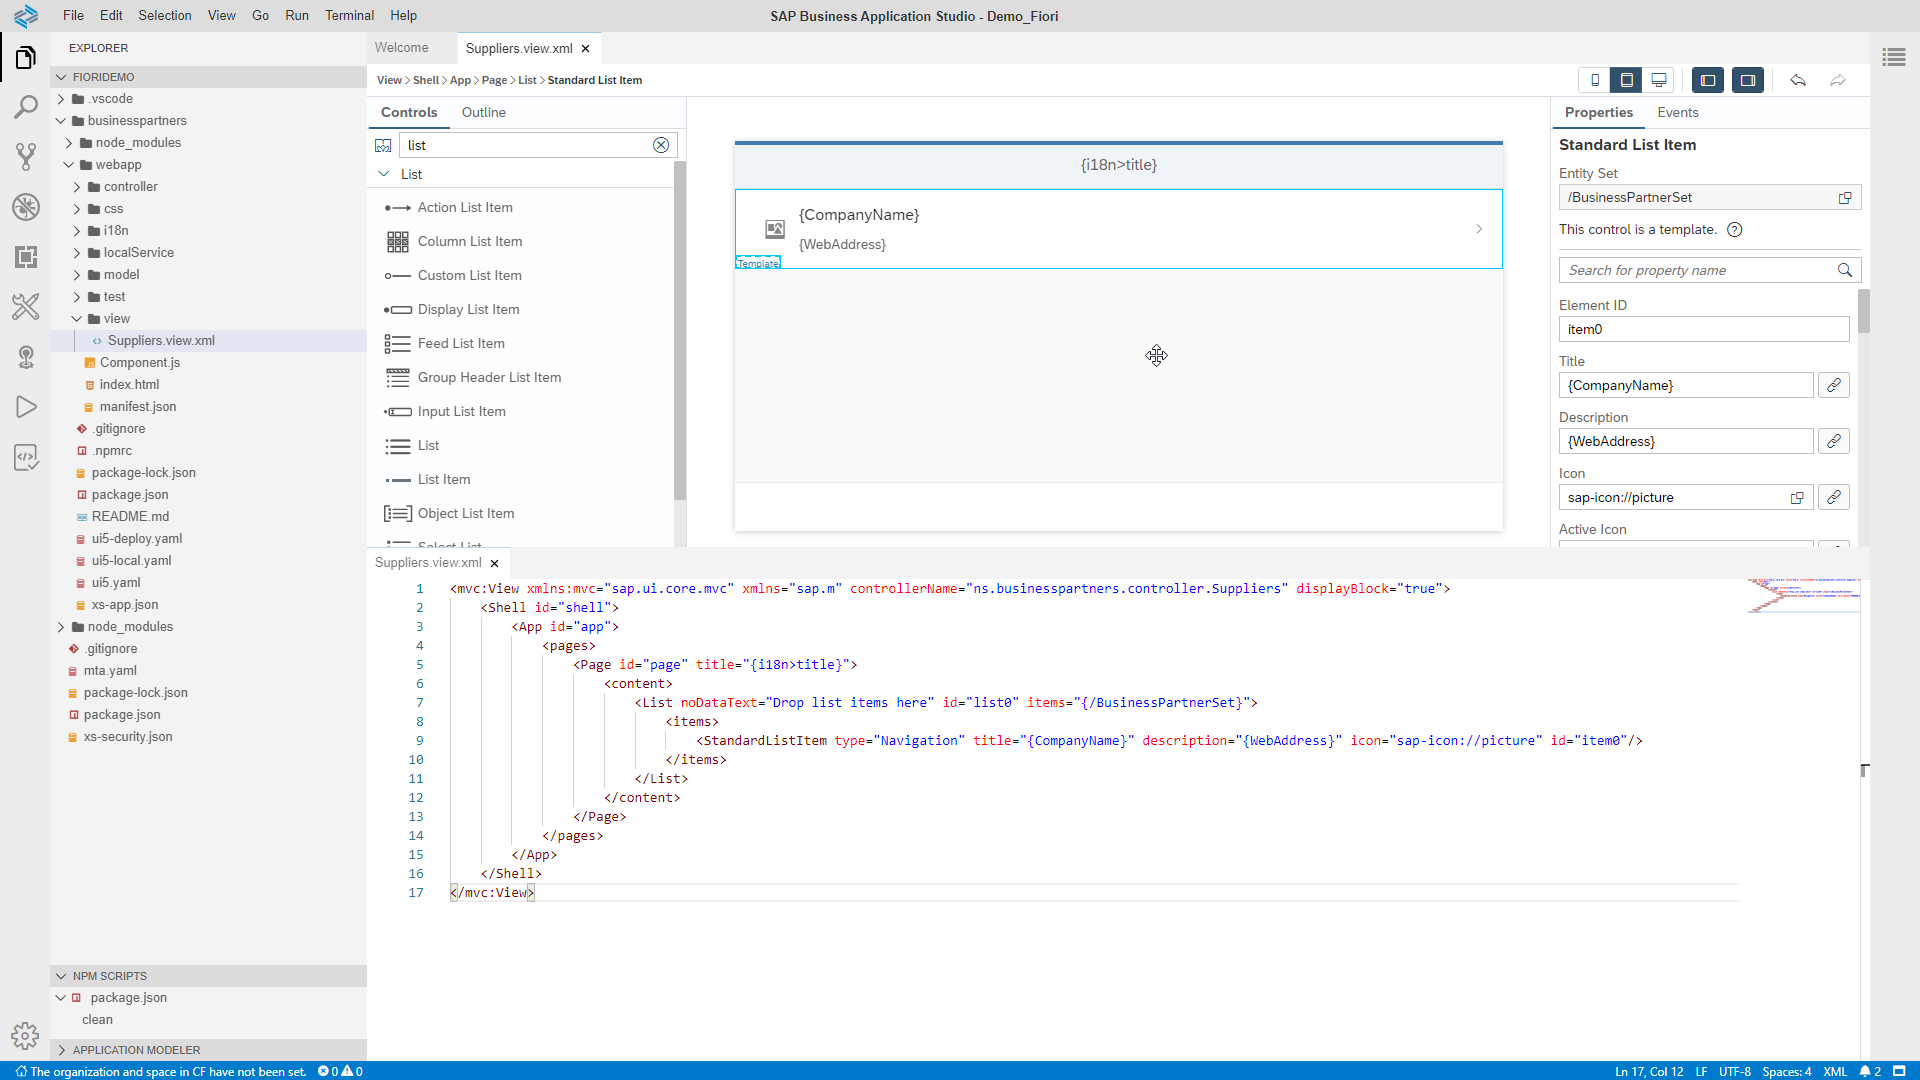 File Edit Selection View Go Run Terminal Help
SAP Business Application Studio - Demo_Fiori
EXPLORER
FIORIDEMO
.vscode
businesspartners
node_modules
webapp
controller
css
i18n
localService
model
test
view
Suppliers.view.xml
Component.js
index.html
manifest.json
.gitignore
.npmrc
package-lock.json
package.json
README.md
ui5-deploy.yaml
ui5-local.yaml
ui5.yaml
xs-app.json
node_modules
.gitignore
mta.yaml
package-lock.json
package.json
xs-security.json
NPM SCRIPTS
package.json
clean
APPLICATION MODELER
Welcome
Suppliers.view.xml
View > Shell > App > Page > List > Standard List Item
Controls
Outline
list
List
Action List Item
Column List Item
Custom List Item
Display List Item
Feed List Item
Group Header List Item
Input List Item
List
List Item
Object List Item
Select List
{i18n>title}
{CompanyName}
{WebAddress}
Template
Properties
Events
Standard List Item
Entity Set
/BusinessPartnerSet
This control is a template.
Search for property name
Element ID
item0
Title
{CompanyName}
Description
{WebAddress}
Icon
sap-icon://picture
Active Icon
Suppliers.view.xml
1 <mvc:View xmlns:mvc="sap.ui.core.mvc" xmlns="sap.m" controllerName="ns.businesspartners.controller.Suppliers" displayBlock="true">
2 <Shell id="shell">
3 <App id="app">
4 <pages>
5 <Page id="page" title="{i18n>title}">
6 <content>
7 <List noDataText="Drop list items here" id="list0" items="{/BusinessPartnerSet}">
8 <items>
9 <StandardListItem type="Navigation" title="{CompanyName}" description="{WebAddress}" icon="sap-icon://picture" id="item0"/>
10 </items>
11 </List>
12 </content>
13 </Page>
14 </pages>
15 </App>
16 </Shell>
17 </mvc:View>
The organization and space in CF have not been set. 0 0
Ln 17, Col 12 LF UTF-8 Spaces: 4 XML 2